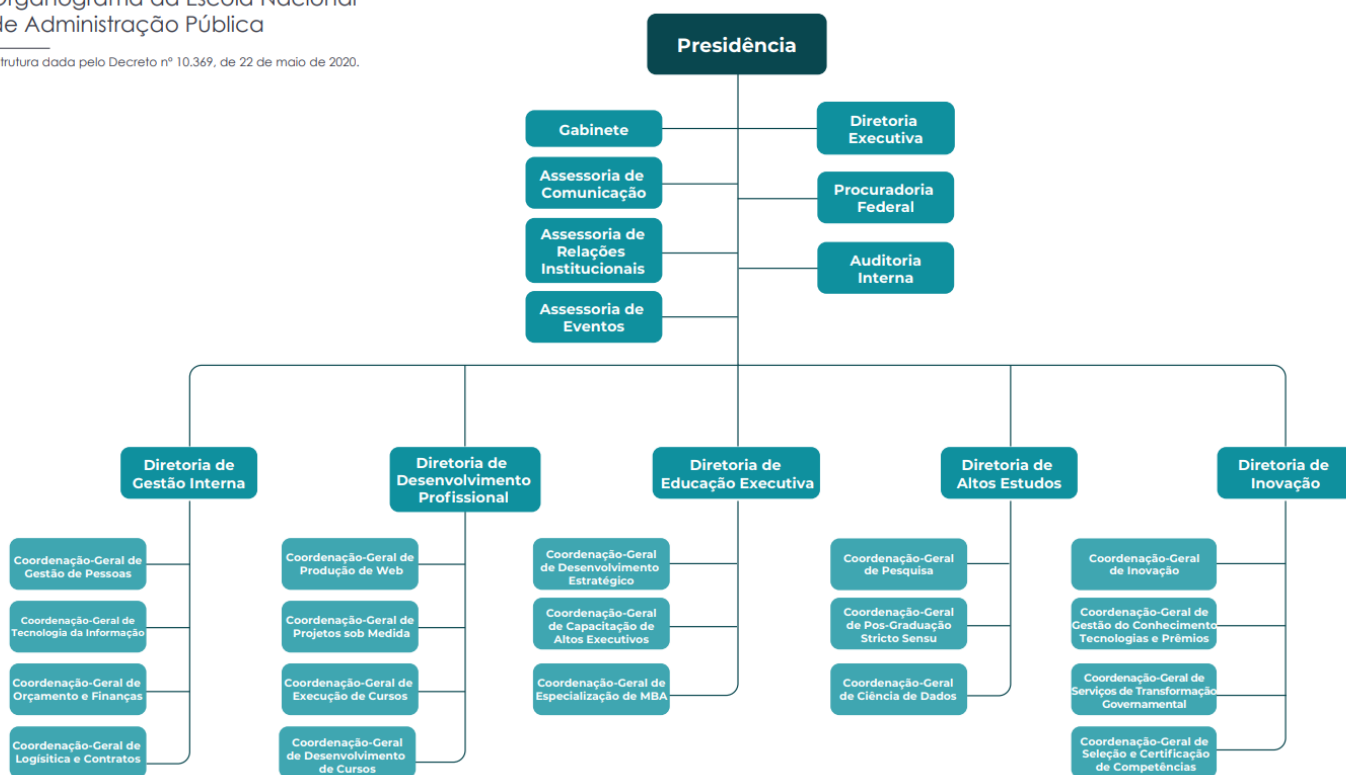 Organograma da Escola Nacional
de Administração Pública
trutura dada pelo Decreto nº 10.369, de 22 de maio de 2020.
Presidência
Gabinete
Diretoria
Executiva
Assessoria de
Comunicação
Procuradoria
Federal
Assessoria de
Relações
Institucionais
Auditoria
Interna
Assessoria de
Eventos
Diretoria de
Gestão Interna
Diretoria de
Desenvolvimento
Profissional
Diretoria de
Educação Executiva
Diretoria de
Altos Estudos
Diretoria de
Inovação
Coordenação-Geral de
Gestão de Pessoas
Coordenação-Geral de
Tecnologia da Informação
Coordenação-Geral de
Orçamento e Finanças
Coordenação-Geral de
Logísitica e Contratos
Coordenação-Geral de
Produção de Web
Coordenação-Geral de
Projetos sob Medida
Coordenação-Geral de
Execução de Cursos
Coordenação-Geral
de Desenvolvimento
de Cursos
Coordenação-Geral
de Desenvolvimento
Estratégico
Coordenação-Geral
de Capacitação de
Altos Executivos
Coordenação-Geral de
Especialização de MBA
Coordenação-Geral
de Pesquisa
Coordenação-Geral
de Pos-Graduação
Stricto Sensu
Coordenação-Geral
de Ciência de Dados
Coordenação-Geral
de Inovação
Coordenação-Geral de
Gestão do Conhecimento
Tecnologias e Prêmios
Coordenação-Geral de
Serviços de Transformação
Governamental
Coordenação-Geral de
Seleção e Certificação
de Competências